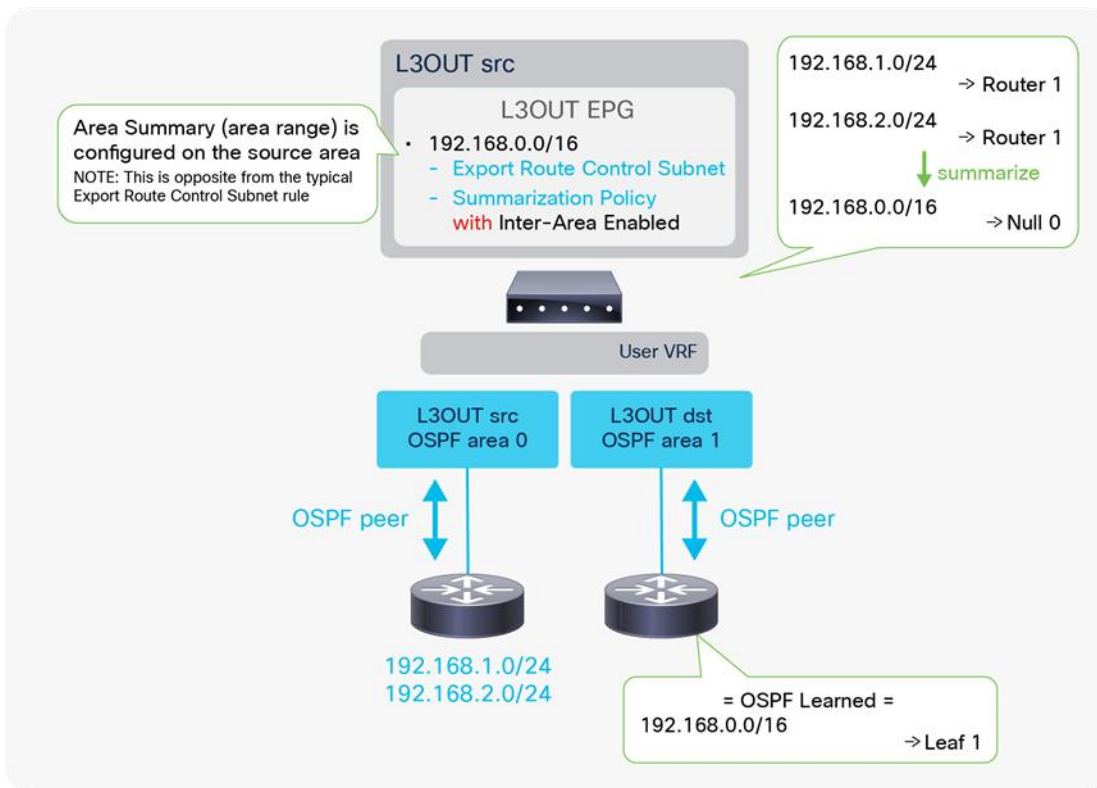 L3OUT src
L3OUT EPG
• 192.168.0.0/16
- Export Route Control Subnet
- Summarization Policy
with Inter-Area Enabled
Area Summary (area range) is
configured on the source area
NOTE: This is opposite from the typical
Export Route Control Subnet rule
192.168.1.0/24
→ Router 1
192.168.2.0/24
→ Router 1
summarize
192.168.0.0/16
→ Null 0
User VRF
L3OUT src
OSPF area 0
L3OUT dst
OSPF area 1
OSPF peer
OSPF peer
192.168.1.0/24
192.168.2.0/24
= OSPF Learned =
192.168.0.0/16
→ Leaf 1